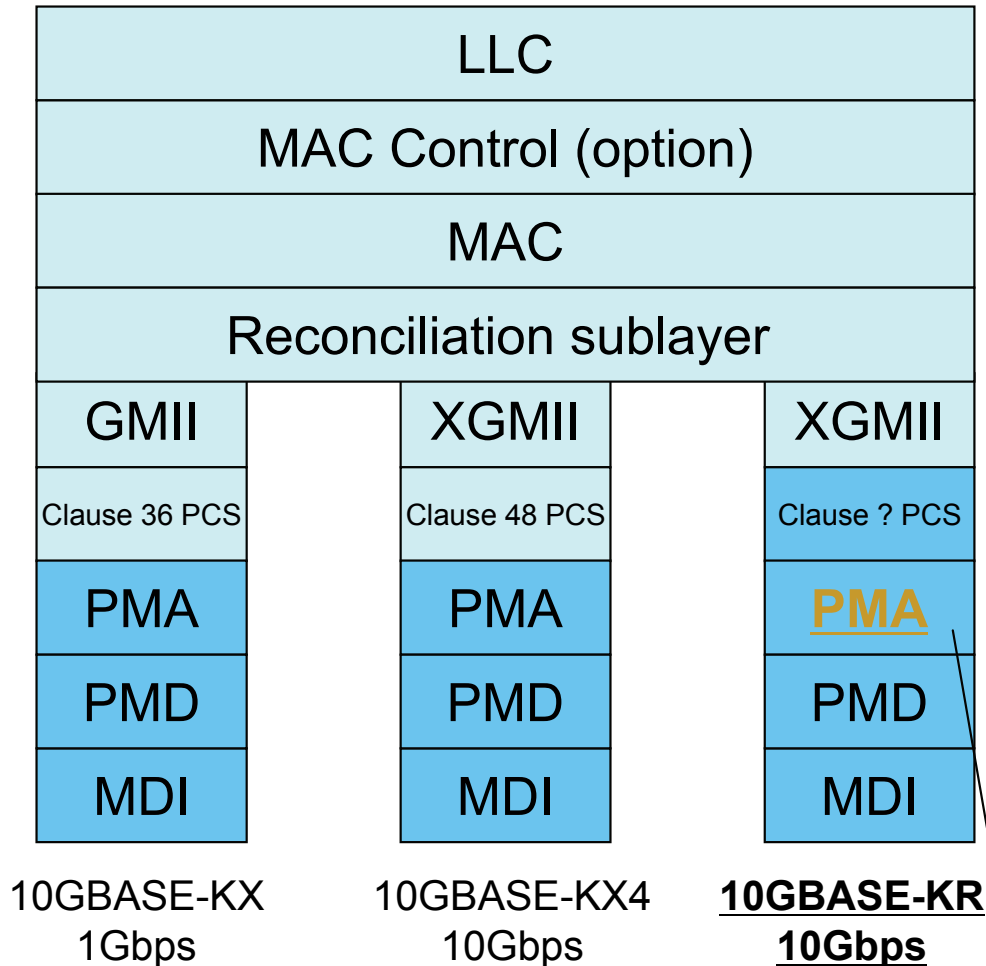 LLC
MAC Control (option)
MAC
Reconciliation sublayer
GMII
XGMII
XGMII
Clause 36 PCS
Clause 48 PCS
Clause ? PCS
PMA
PMA
PMA
PMD
PMD
PMD
MDI
MDI
MDI
10GBASE-KX
10GBASE-KX4
10GBASE-KR
1Gbps
10Gbps
10Gbps